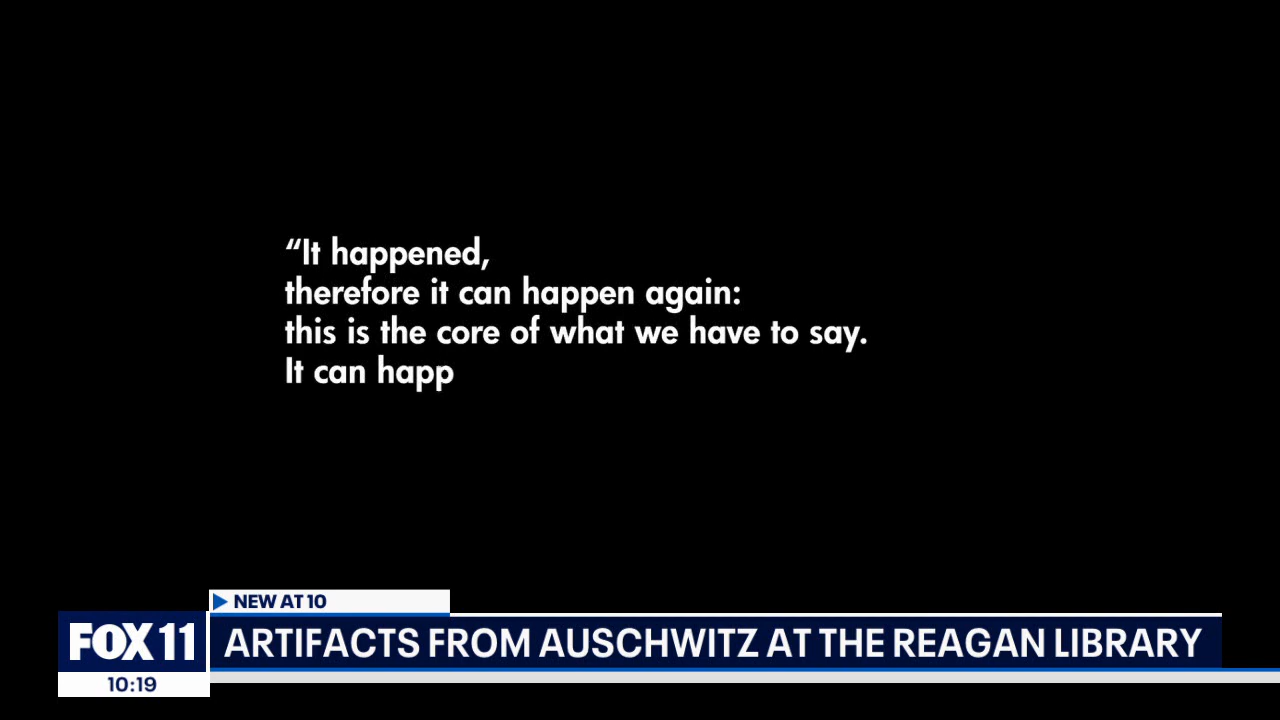 “It happened,
therefore it can happen again:
this is the core of what we have to say.
It can happ
NEW AT 10
FOX 11
ARTIFACTS FROM AUSCHWITZ AT THE REAGAN LIBRARY
10:19